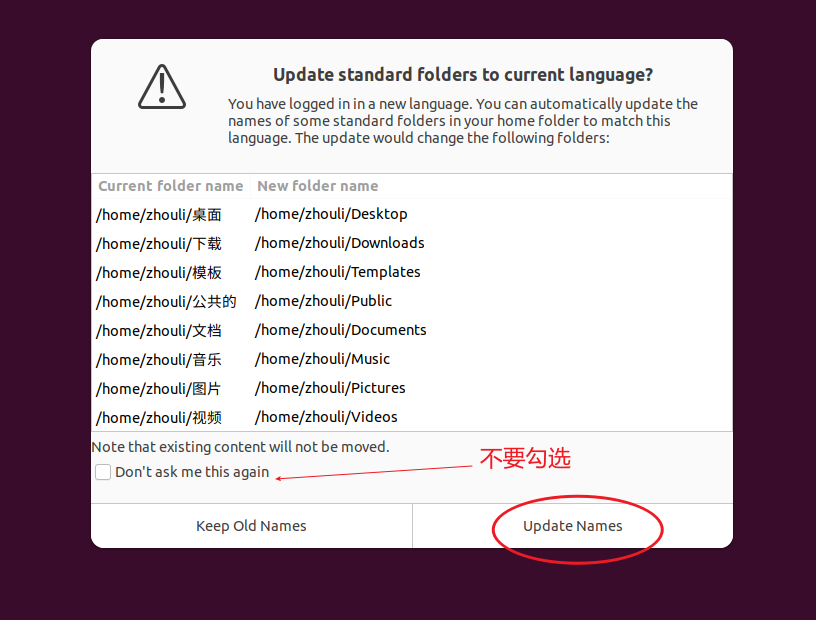 Update standard folders to current language?
You have logged in in a new language. You can automatically update the
names of some standard folders in your home folder to match this
language. The update would change the following folders:
Current folder name New folder name
/home/zhouli/桌面 /home/zhouli/Desktop
/home/zhouli/下载 /home/zhouli/Downloads
/home/zhouli/模板 /home/zhouli/Templates
/home/zhouli/公共的 /home/zhouli/Public
/home/zhouli/文档 /home/zhouli/Documents
/home/zhouli/音乐 /home/zhouli/Music
/home/zhouli/图片 /home/zhouli/Pictures
/home/zhouli/视频 /home/zhouli/Videos
Note that existing content will not be moved.
不要勾选
Don't ask me this again
Keep Old Names Update Names